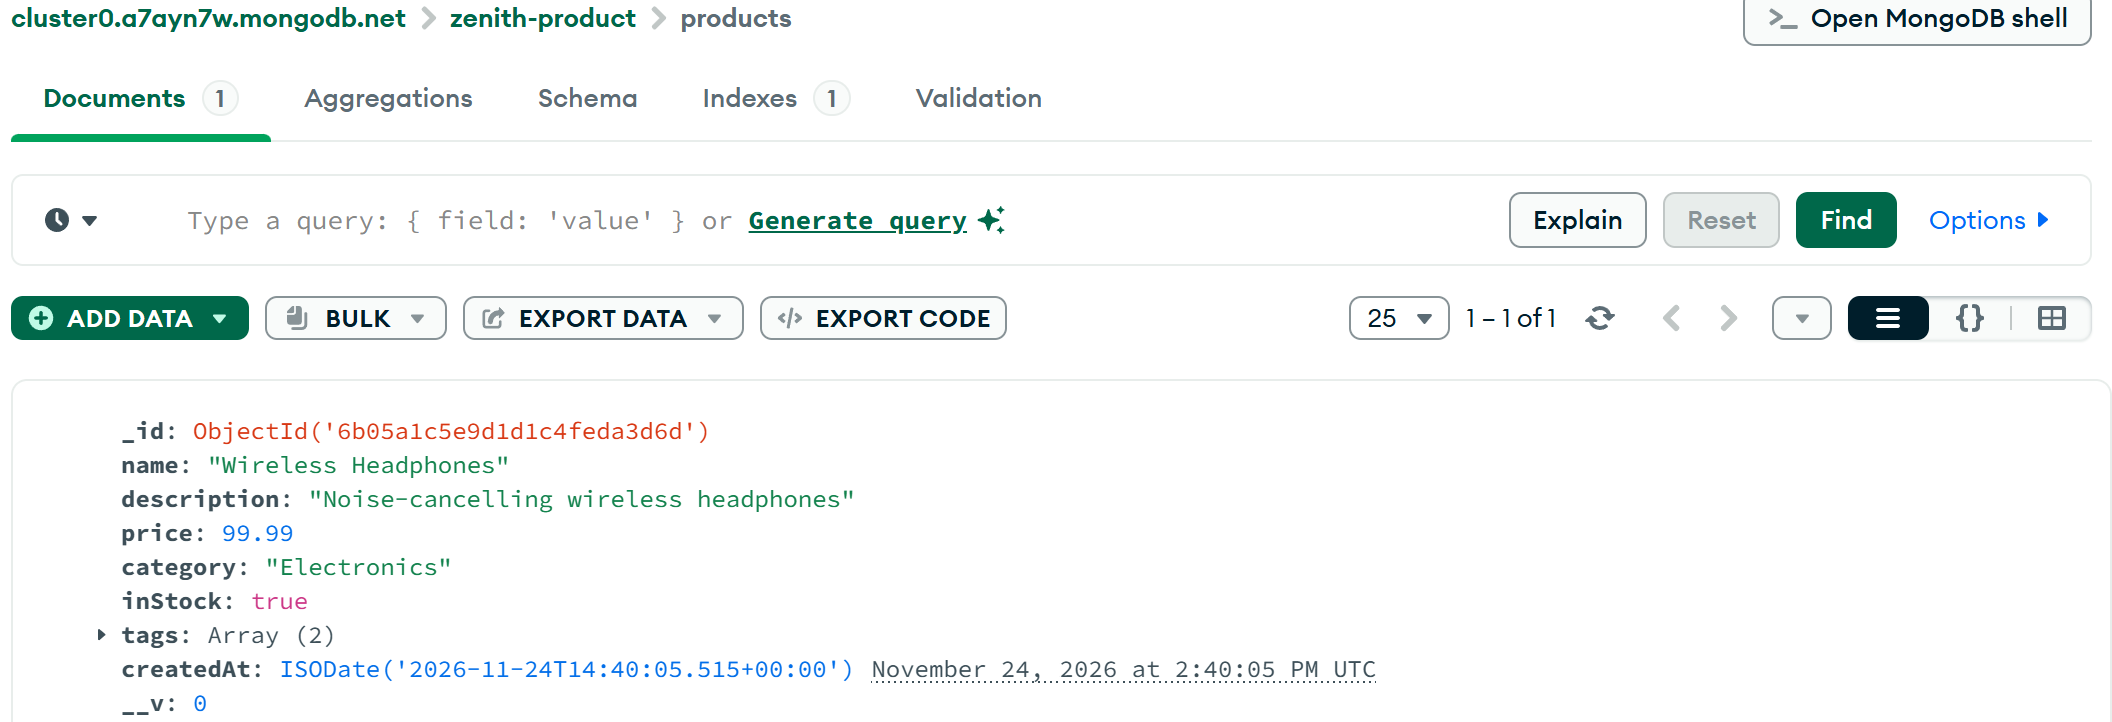 cluster0.a7ayn7w.mongodb.net > zenith-product > products
>_ Open MongoDB shell
Documents 1 Aggregations Schema Indexes 1 Validation
Type a query: { field: 'value' } or Generate query Explain Reset Find Options
ADD DATA BULK EXPORT DATA </> EXPORT CODE 25 1 – 1 of 1 {}
_id: ObjectId('6b05a1c5e9d1d1c4feda3d6d')
name: "Wireless Headphones"
description: "Noise-cancelling wireless headphones"
price: 99.99
category: "Electronics"
inStock: true
tags: Array (2)
createdAt: ISODate('2026-11-24T14:40:05.515+00:00') November 24, 2026 at 2:40:05 PM UTC
__v: 0